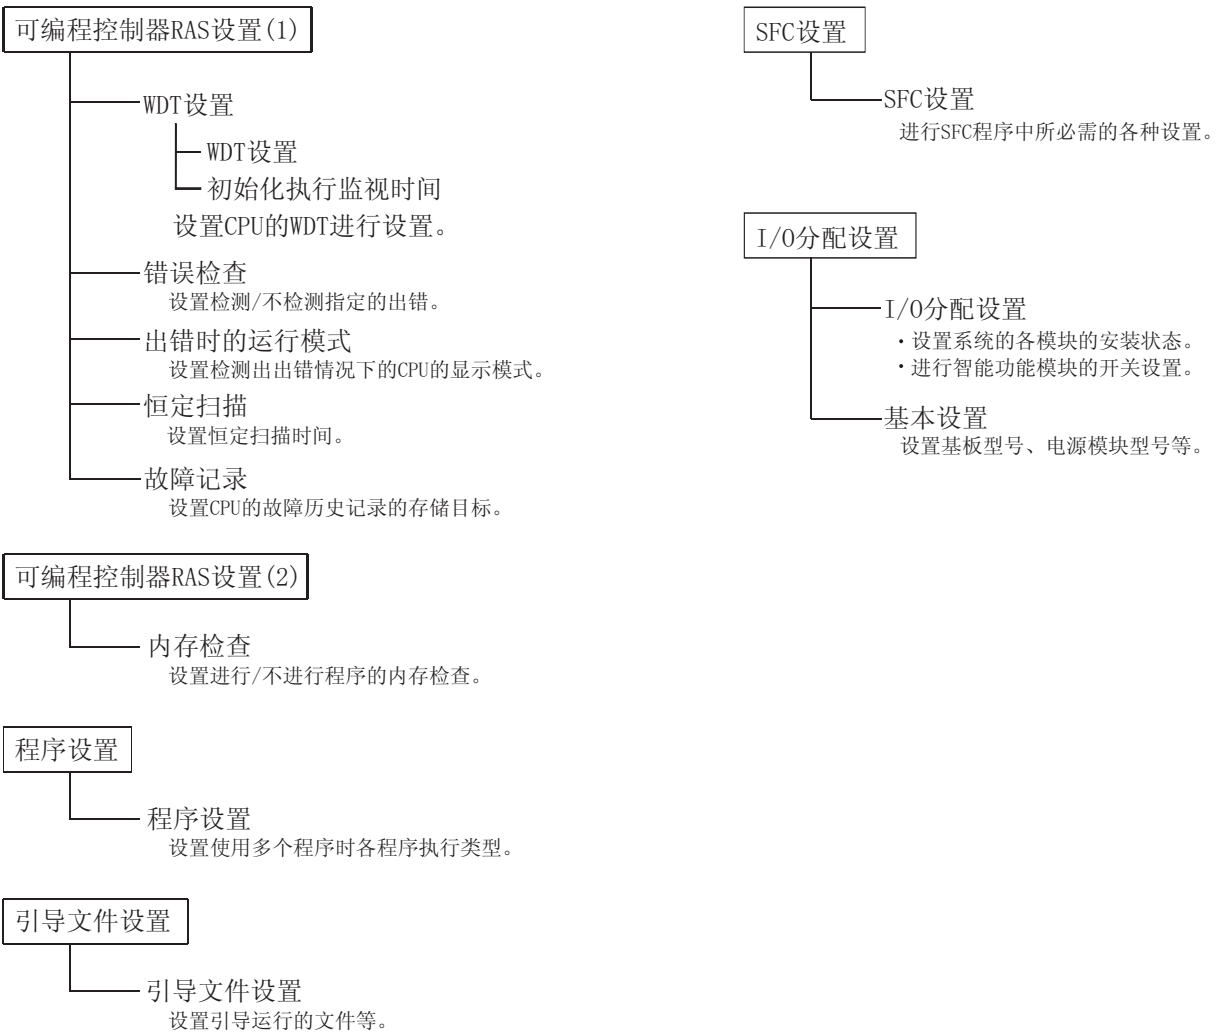 可编程控制器RAS设置(1)
WDT设置
WDT设置
初始化执行监视时间
设置CPU的WDT进行设置。
错误检查
设置检测/不检测指定的出错。
出错时的运行模式
设置检测出出错情况下的CPU的显示模式。
恒定扫描
设置恒定扫描时间。
故障记录
设置CPU的故障历史记录的存储目标。
可编程控制器RAS设置(2)
内存检查
设置进行/不进行程序的内存检查。
程序设置
程序设置
设置使用多个程序时各程序执行类型。
引导文件设置
引导文件设置
设置引导运行的文件等。
SFC设置
SFC设置
进行SFC程序中所必需的各种设置。
I/O分配设置
I/O分配设置
・设置系统的各模块的安装状态。
・进行智能功能模块的开关设置。
基本设置
设置基板型号、电源模块型号等。